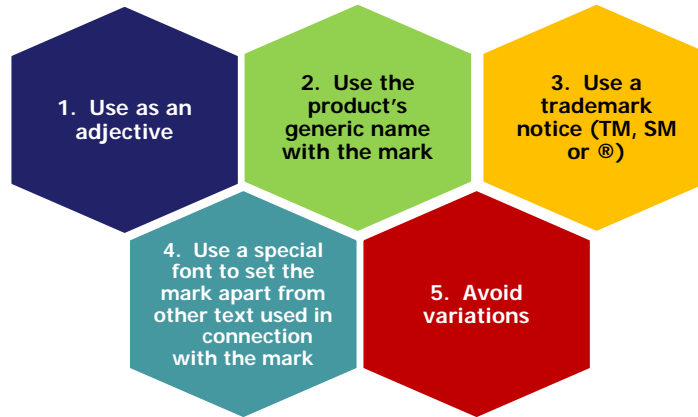 1. Use as an
adjective
2. Use the
product's
generic name
with the mark
3. Use a
trademark
notice (TM, SM
or ®)
4. Use a special
font to set the
mark apart from
other text used in
connection
with the mark
5. Avoid
variations